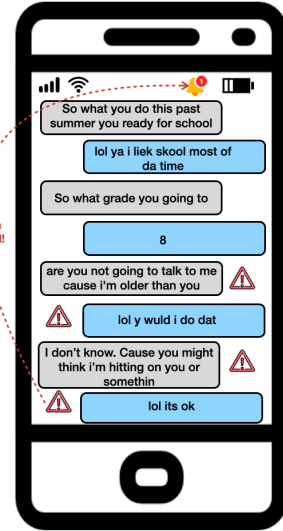 1
So what you do this past
summer you ready for school
lol ya i liek skool most of
da time
So what grade you going to
8
are you not going to talk to me
cause i'm older than you
lol y wuld i do dat
I don't know. Cause you might
think i'm hitting on you or
somethin
lol its ok